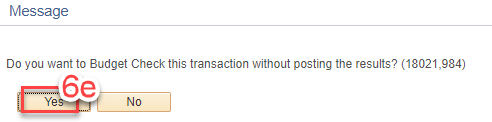 Message
Do you want to Budget Check this transaction without posting the results? (18021,984)
6e
Yes No